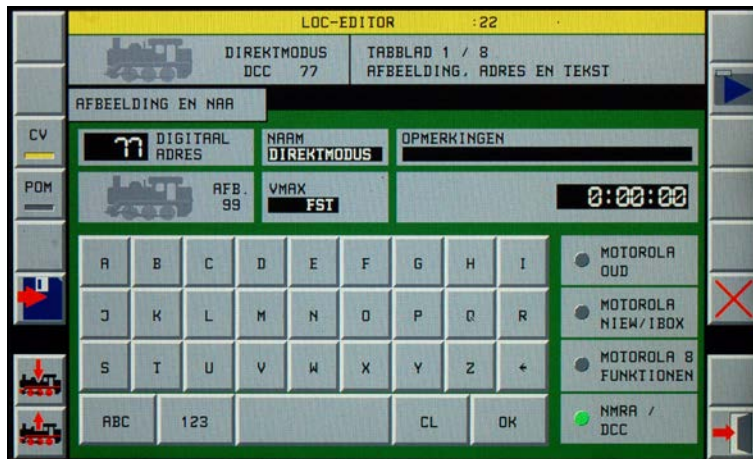 LOC-EDITOR :22
DIREKTMODUS
DCC 77
TABBLAD 1 / 8
AFBEELDING, ADRES EN TEKST
AFBEELDING EN NAA
CV
POM
77 DIGITAAL
ADRES
NAAM
DIREKTMODUS
OPMERKINGEN
AFB.
99
VMAX
FST
0:00:00
A B C D E F G H I
J K L M N O P Q R
S T U V W X Y Z ←
ABC 123 CL OK
MOTOROLA
OUD
MOTOROLA
NIEW/IBOX
MOTOROLA 8
FUNKTIONEN
NMRA /
DCC